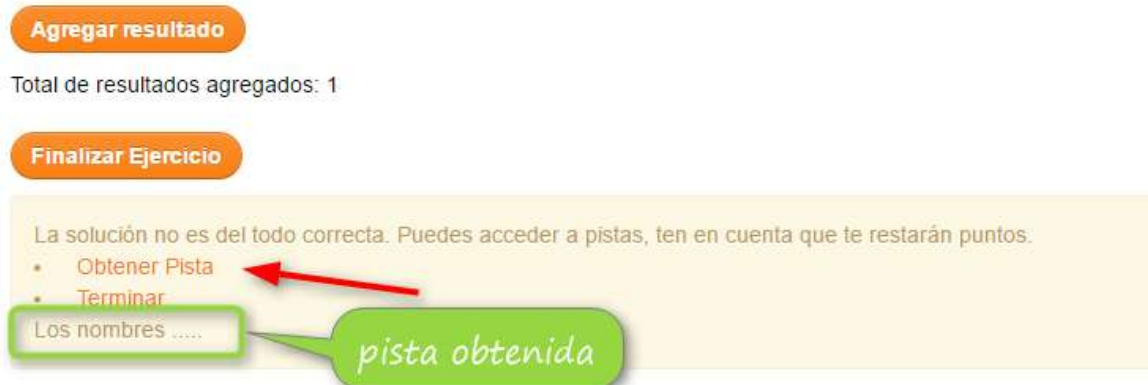 Agregar resultado
Total de resultados agregados: 1
Finalizar Ejercicio
La solución no es del todo correcta. Puedes acceder a pistas, ten en cuenta que te restarán puntos.
• Obtener Pista
• Terminar
Los nombres .....
pista obtenida